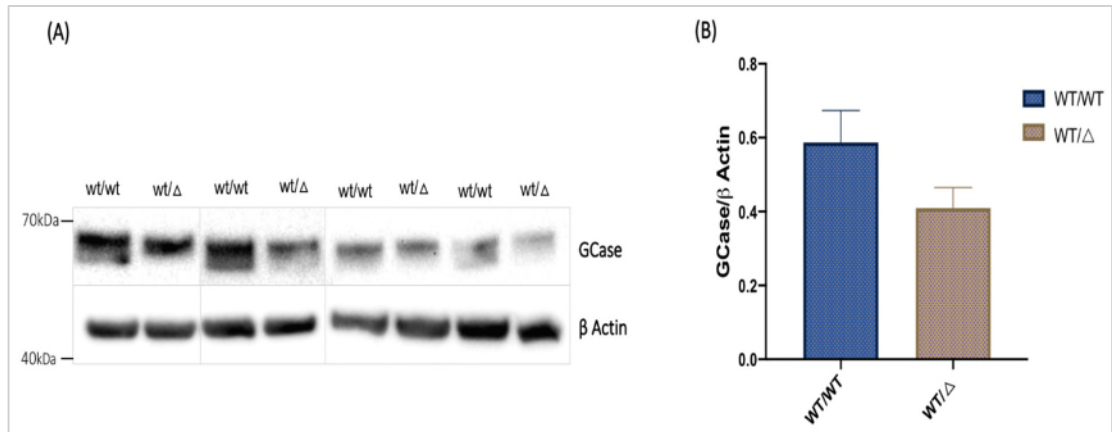 (A)
wt/wt wt/Δ wt/wt wt/Δ wt/wt wt/Δ wt/wt wt/Δ
70kDa
GCase
β Actin
40kDa
(B)
GCase/β Actin
0.8
0.6
0.4
0.2
0.0
WT/WT
WT/△
WT/WT
WT/△